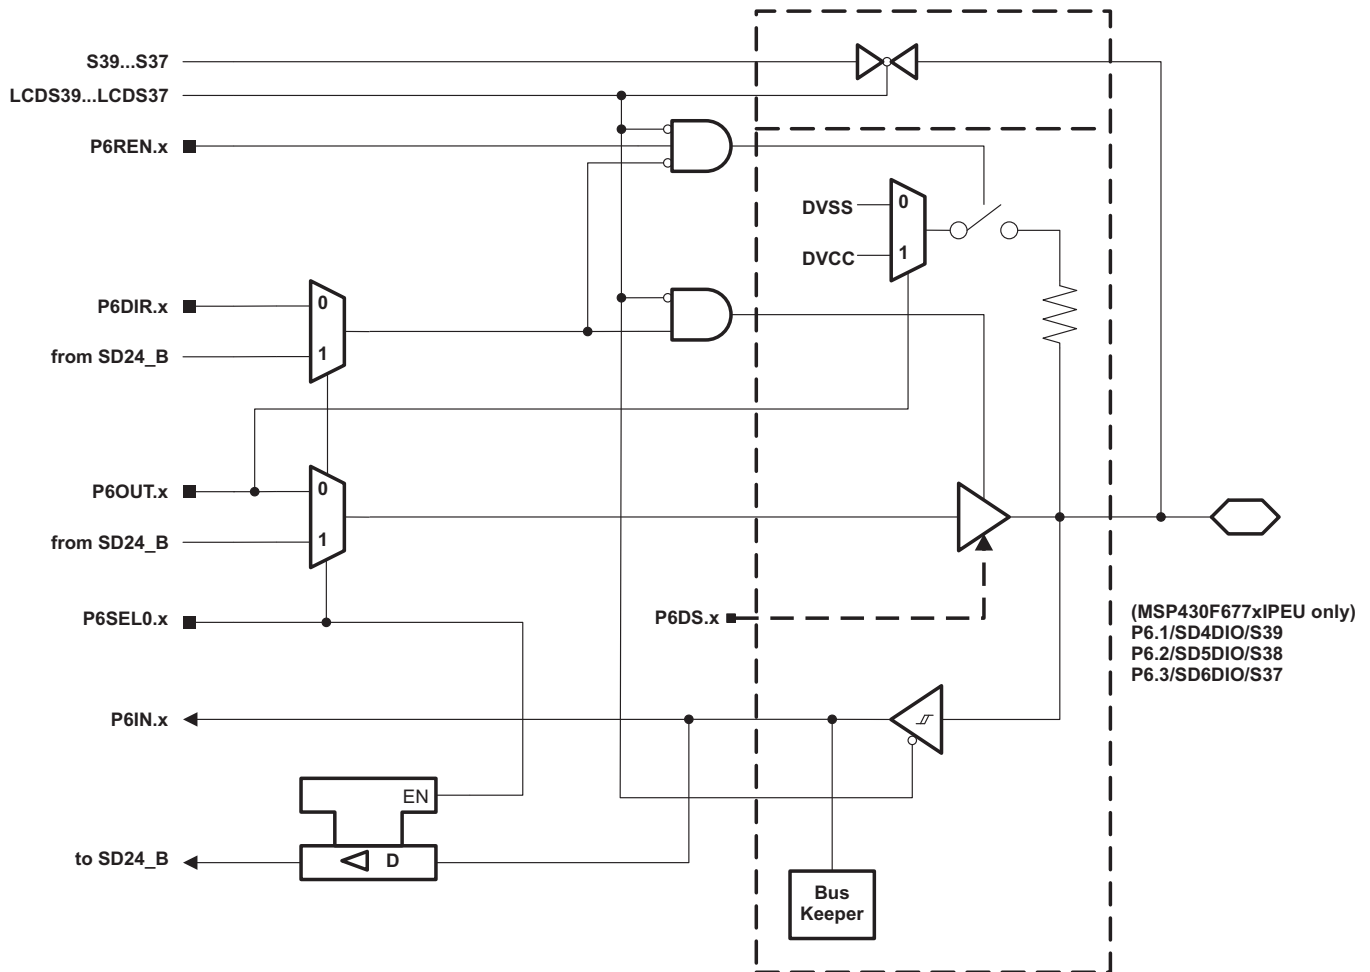 S39...S37
LCDS39...LCDS37
P6REN.x
DVSS
0
DVCC
1
P6DIR.x
0
from SD24_B
1
P6OUT.x
0
from SD24_B
1
P6SEL0.x
P6DS.x
(MSP430F677xIPEU only)
P6.1/SD4DIO/S39
P6.2/SD5DIO/S38
P6.3/SD6DIO/S37
P6IN.x
EN
to SD24_B
D
Bus
Keeper